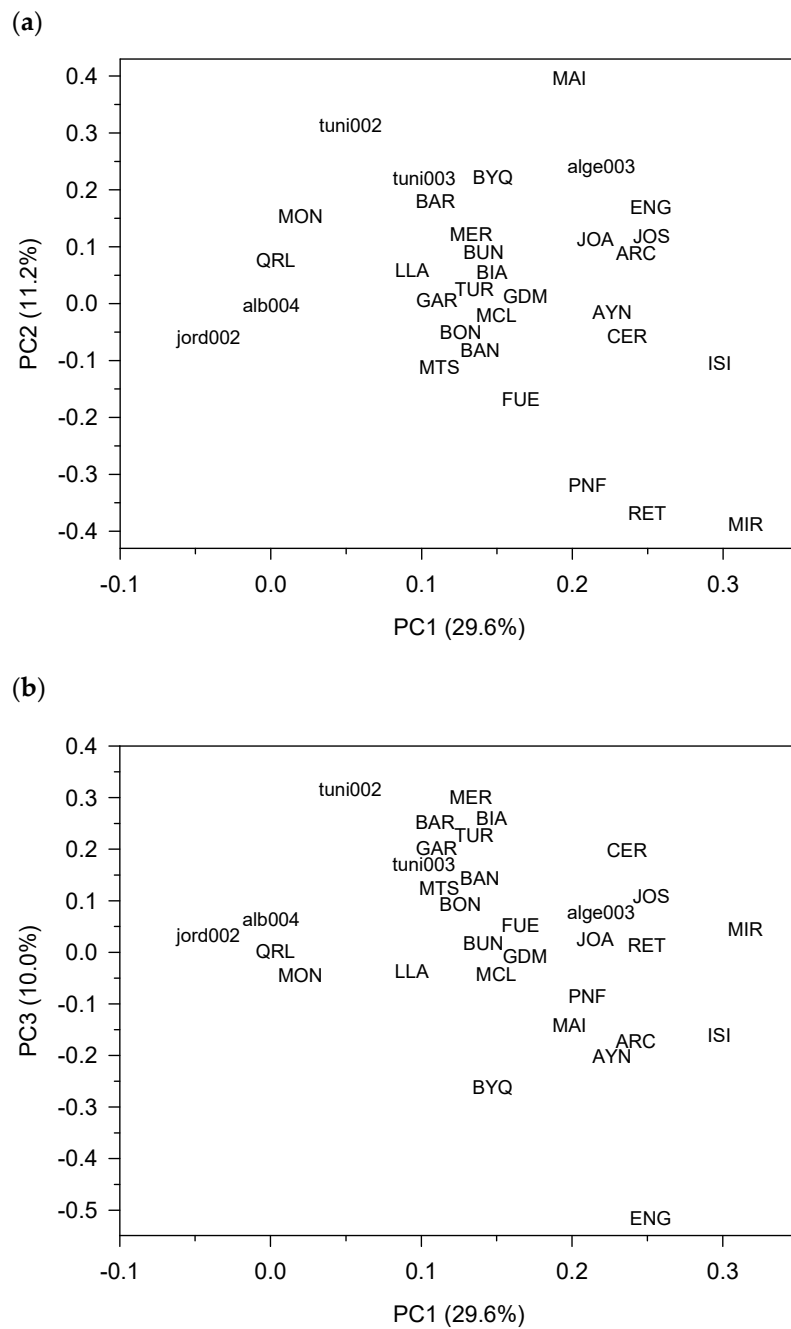 (a)
0.4
0.3
0.2
0.1
0.0
-0.1
-0.2
-0.3
-0.4
PC2 (11.2%)
MAI
tuni002
alge003
tuni003 BYQ
BAR
ENG
MON
MER
JOA JOS
BUN ARC
QRL
LLA BIA
TUR
GAR GDM
alb004
MCL AYN
BON
jord002
CER
BAN
MTS
ISI
FUE
PNF
RET
MIR
-0.1 0.0 0.1 0.2 0.3
PC1 (29.6%)
(b)
0.4
0.3
0.2
0.1
0.0
-0.1
-0.2
-0.3
-0.4
-0.5
PC3 (10.0%)
tuni002
MER
BAR BIA
TUR
GAR CER
tuni003
BAN
MTS
JOS
BON
alge003
alb004
FUE
MIR
jord002
JOA
BUN RET
QRL
GDM
MON LLA MCL
PNF
MAI
ISI
ARC
AYN
BYQ
ENG
-0.1 0.0 0.1 0.2 0.3
PC1 (29.6%)